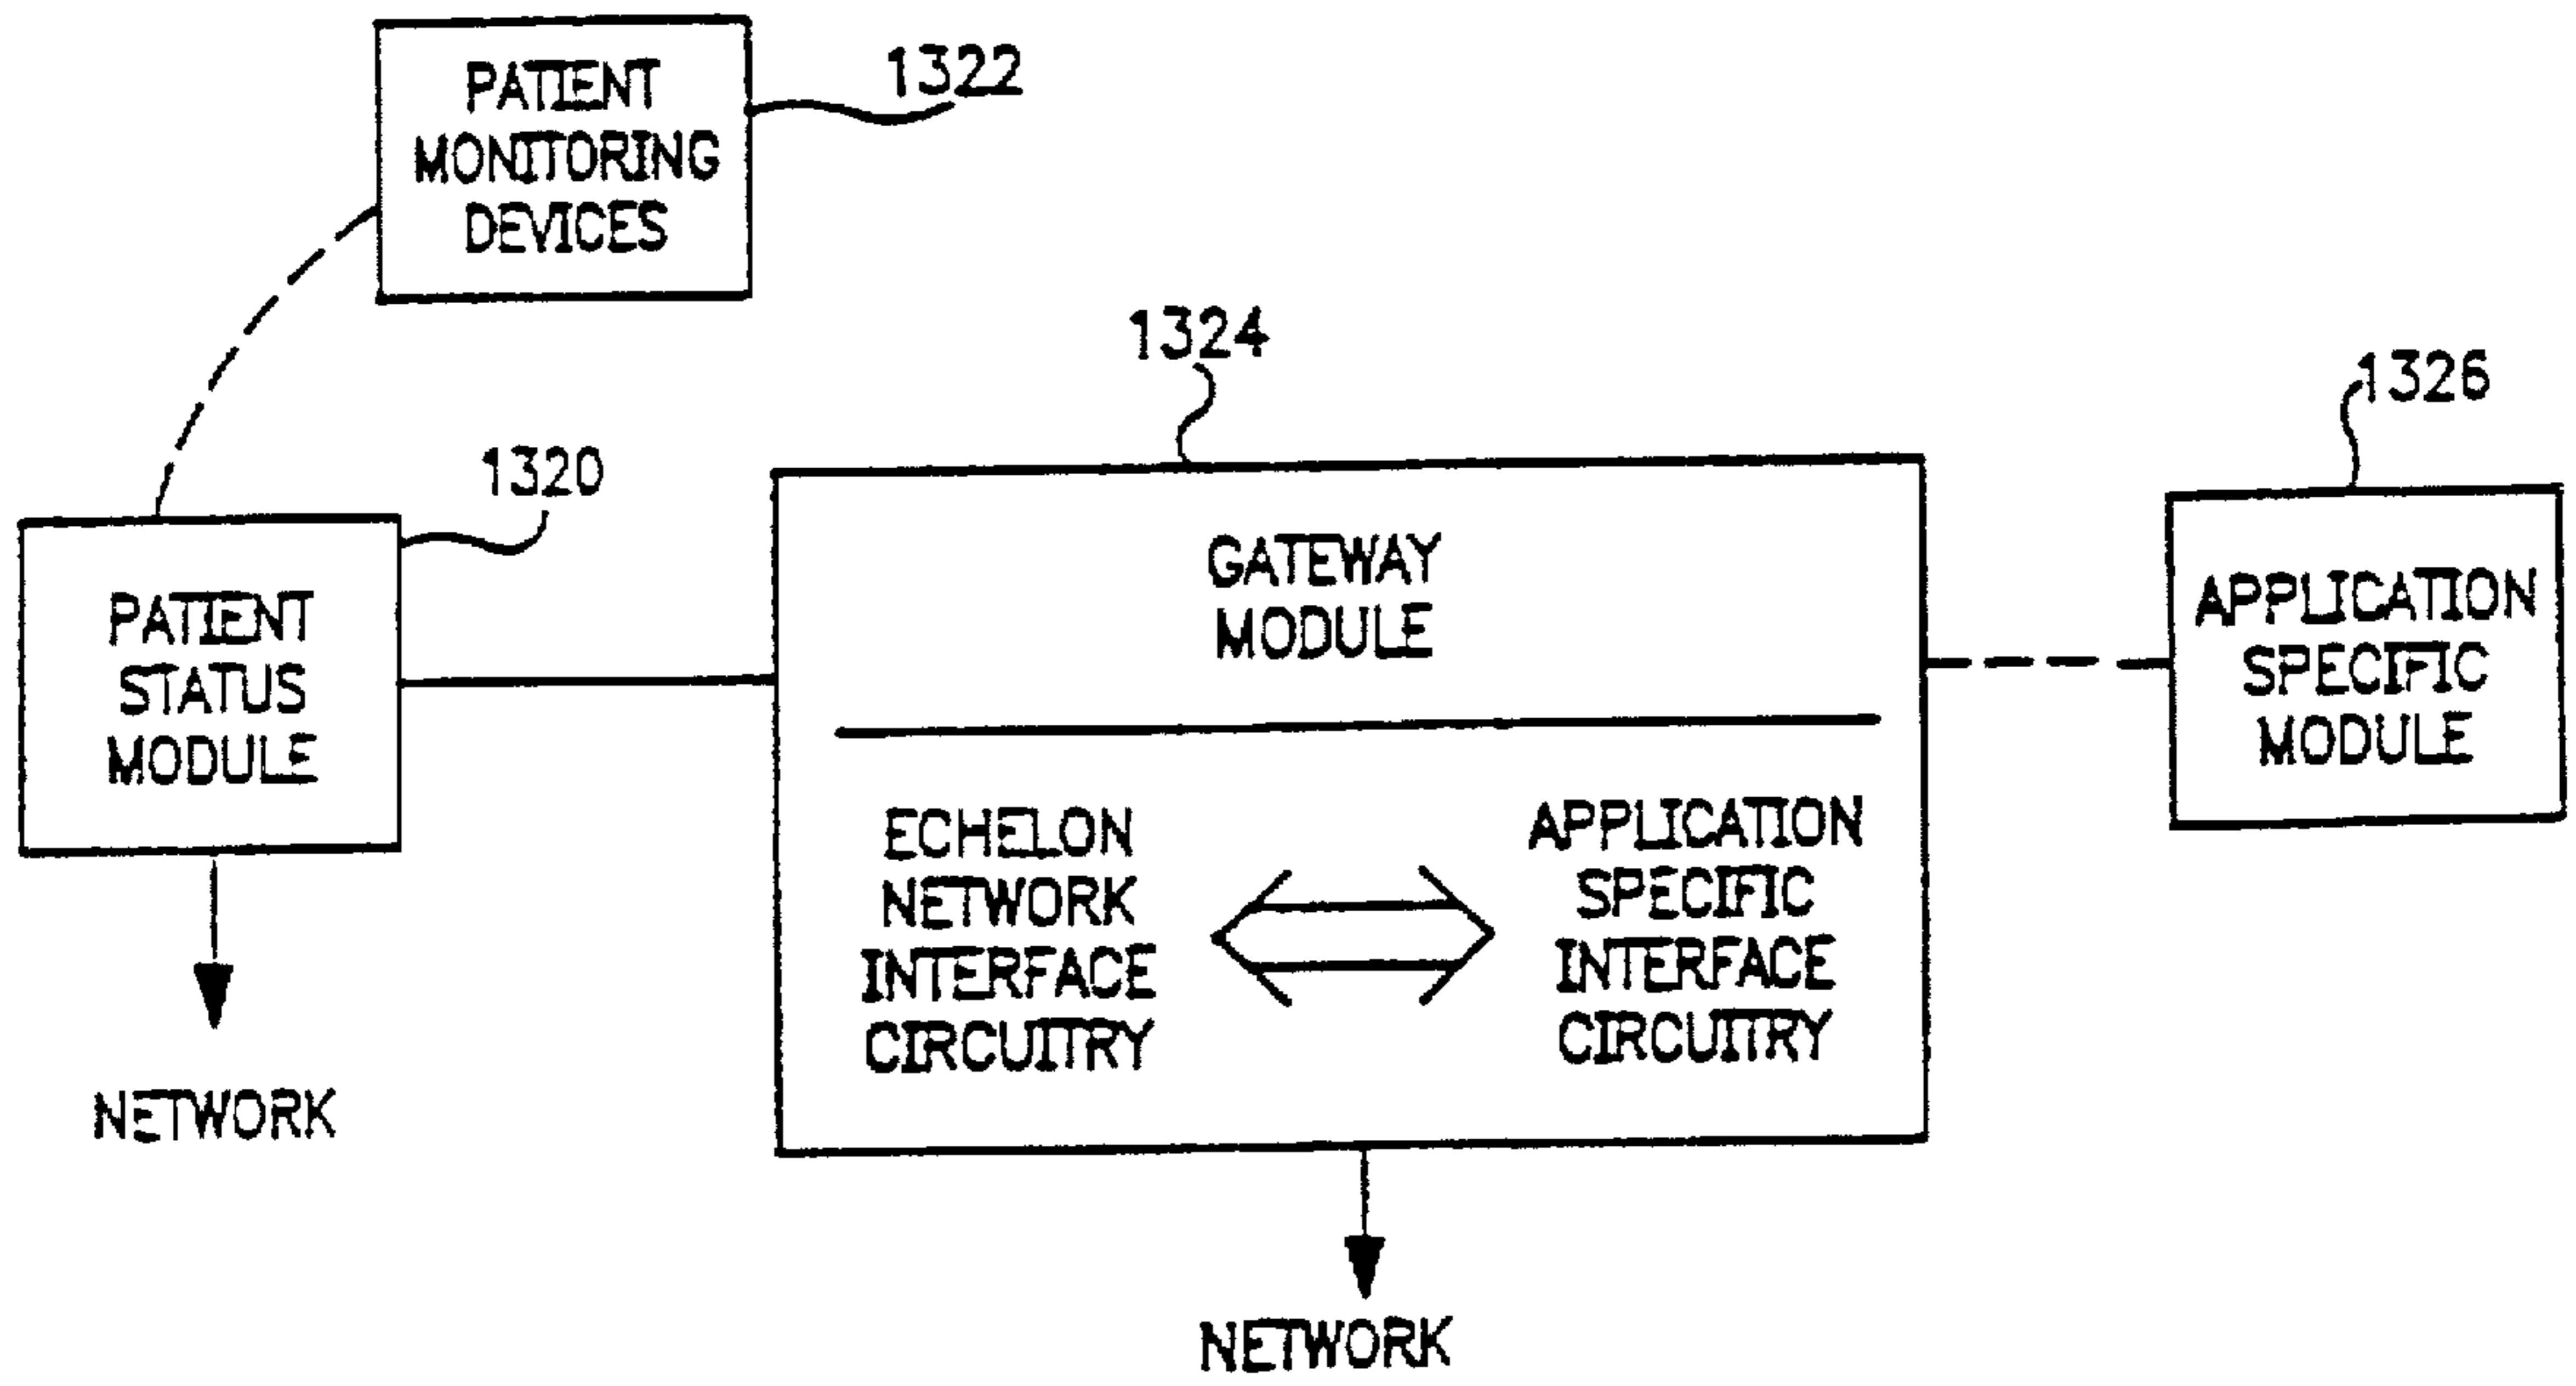 PATIENT
MONITORING
DEVICES
1322
1324
1326
1320
PATIENT
STATUS
MODULE
GATEWAY
MODULE
APPLICATION
SPECIFIC
MODULE
ECHELON
NETWORK
INTERFACE
CIRCUITRY
APPLICATION
SPECIFIC
INTERFACE
CIRCUITRY
NETWORK
NETWORK